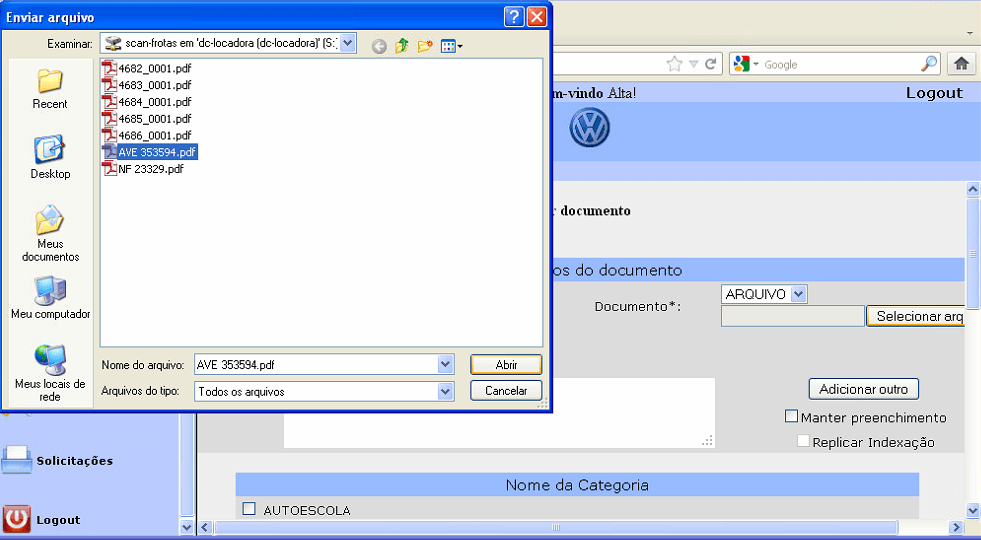 Enviar arquivo
Examinar:
scan-frotas em 'dc-locadora (dc-locadora)' (S:)
4682_0001.pdf
4683_0001.pdf
4684_0001.pdf
4685_0001.pdf
4686_0001.pdf
AVE 353594.pdf
NF 23329.pdf
Recent
Desktop
Meus
documentos
Meu computador
Meus locais de
rede
Nome do arquivo:
AVE 353594.pdf
Abrir
Arquivos do tipo:
Todos os arquivos
Cancelar
Google
m-vindo Alta!
Logout
r documento
os do documento
Documento*:
ARQUIVO
Selecionar arq
Adicionar outro
Manter preenchimento
Replicar Indexação
Solicitações
Logout
Nome da Categoria
AUTOESCOLA